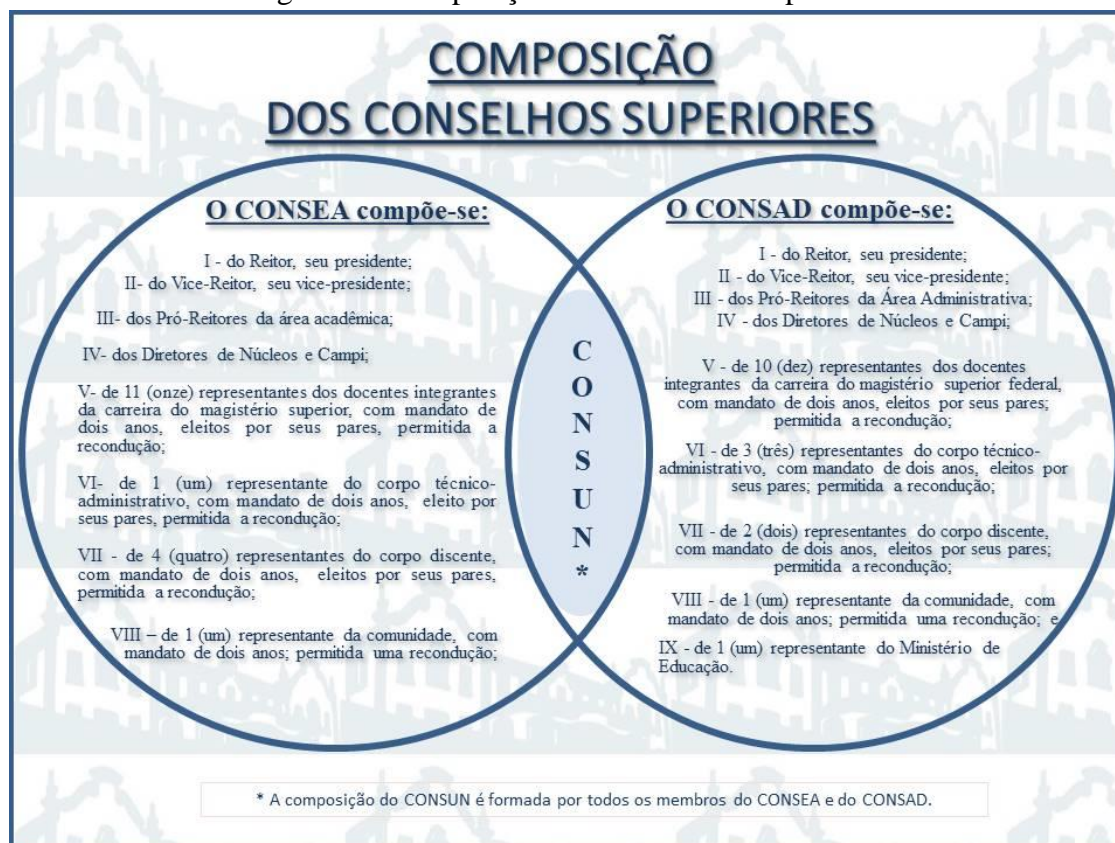 COMPOSIÇÃO
DOS CONSELHOS SUPERIORES
O CONSEA compõe-se:
I - do Reitor, seu presidente;
II- do Vice-Reitor, seu vice-presidente;
III- dos Pró-Reitores da área acadêmica;
IV- dos Diretores de Núcleos e Campi;
V- de 11 (onze) representantes dos docentes integrantes
da carreira do magistério superior, com mandato de
dois anos, eleitos por seus pares, permitida a
recondução;
VI- de 1 (um) representante do corpo técnico-
administrativo, com mandato de dois anos, eleito por
seus pares, permitida a recondução;
VII - de 4 (quatro) representantes do corpo discente,
com mandato de dois anos, eleitos por seus pares,
permitida a recondução;
VIII – de 1 (um) representante da comunidade, com
mandato de dois anos; permitida uma recondução;
C
O
N
S
U
N
*
O CONSAD compõe-se:
I - do Reitor, seu presidente;
II - do Vice-Reitor, seu vice-presidente;
III - dos Pró-Reitores da Área Administrativa;
IV - dos Diretores de Núcleos e Campi;
V - de 10 (dez) representantes dos docentes
integrantes da carreira do magistério superior federal,
com mandato de dois anos, eleitos por seus pares;
permitida a recondução;
VI - de 3 (três) representantes do corpo técnico-
administrativo, com mandato de dois anos, eleitos por
seus pares; permitida a recondução;
VII - de 2 (dois) representantes do corpo discente,
com mandato de dois anos, eleitos por seus pares;
permitida a recondução;
VIII - de 1 (um) representante da comunidade, com
mandato de dois anos; permitida uma recondução; e
IX - de 1 (um) representante do Ministério de
Educação.
* A composição do CONSUN é formada por todos os membros do CONSEA e do CONSAD.